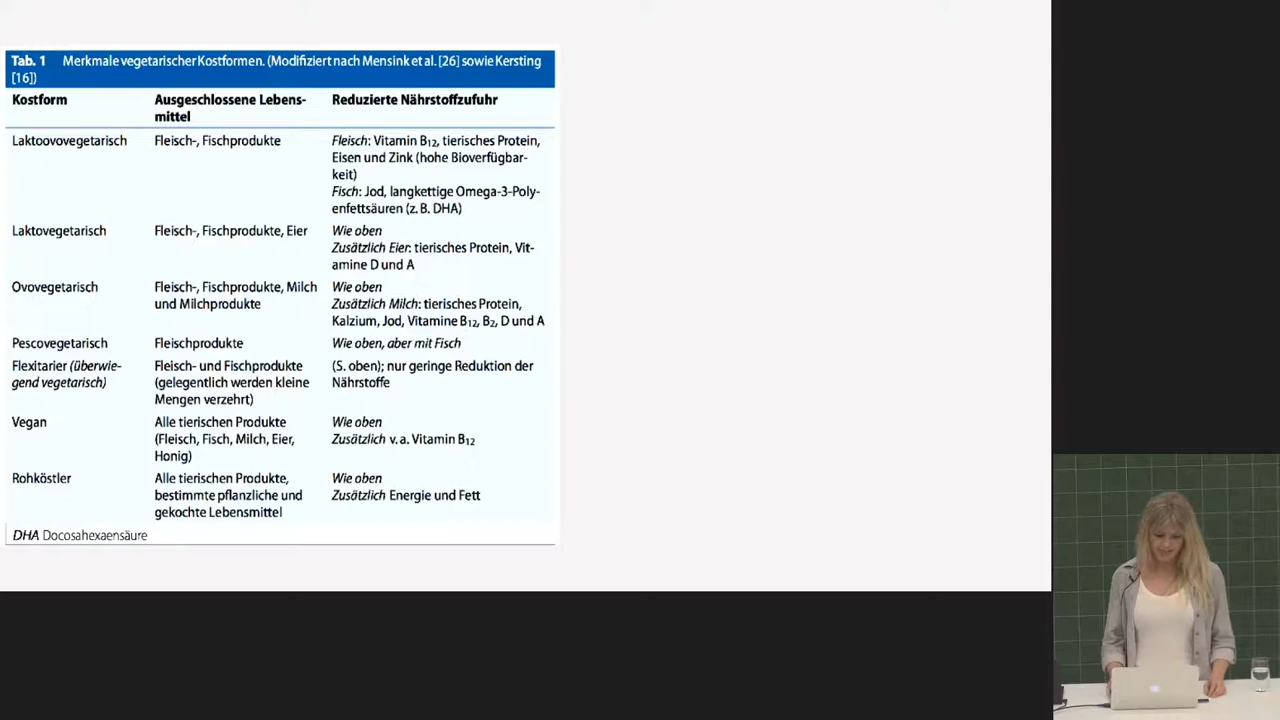 Tab. 1 Merkmale vegetarischer Kostformen. (Modifiziert nach Mensink et al. [26] sowie Kersting
[16])
Kostform Ausgeschlossene Lebens- Reduzierte Nährstoffzufuhr
mittel
Laktoovovegetarisch Fleisch-, Fischprodukte Fleisch: Vitamin B12, tierisches Protein,
Eisen und Zink (hohe Bioverfügbar-
keit)
Fisch: Jod, langkettige Omega-3-Poly-
enfettsäuren (z. B. DHA)
Laktovegetarisch Fleisch-, Fischprodukte, Eier Wie oben
Zusätzlich Eier: tierisches Protein, Vit-
amine D und A
Ovovegetarisch Fleisch-, Fischprodukte, Milch Wie oben
und Milchprodukte Zusätzlich Milch: tierisches Protein,
Kalzium, Jod, Vitamine B12, B2, D und A
Pescovegetarisch Fleischprodukte Wie oben, aber mit Fisch
Flexitarier (überwie- Fleisch- und Fischprodukte (S. oben); nur geringe Reduktion der
gend vegetarisch) (gelegentlich werden kleine Nährstoffe
Mengen verzehrt)
Vegan Alle tierischen Produkte Wie oben
(Fleisch, Fisch, Milch, Eier, Zusätzlich v. a. Vitamin B12
Honig)
Rohköstler Alle tierischen Produkte, Wie oben
bestimmte pflanzliche und Zusätzlich Energie und Fett
gekochte Lebensmittel
DHA Docosahexaensäure